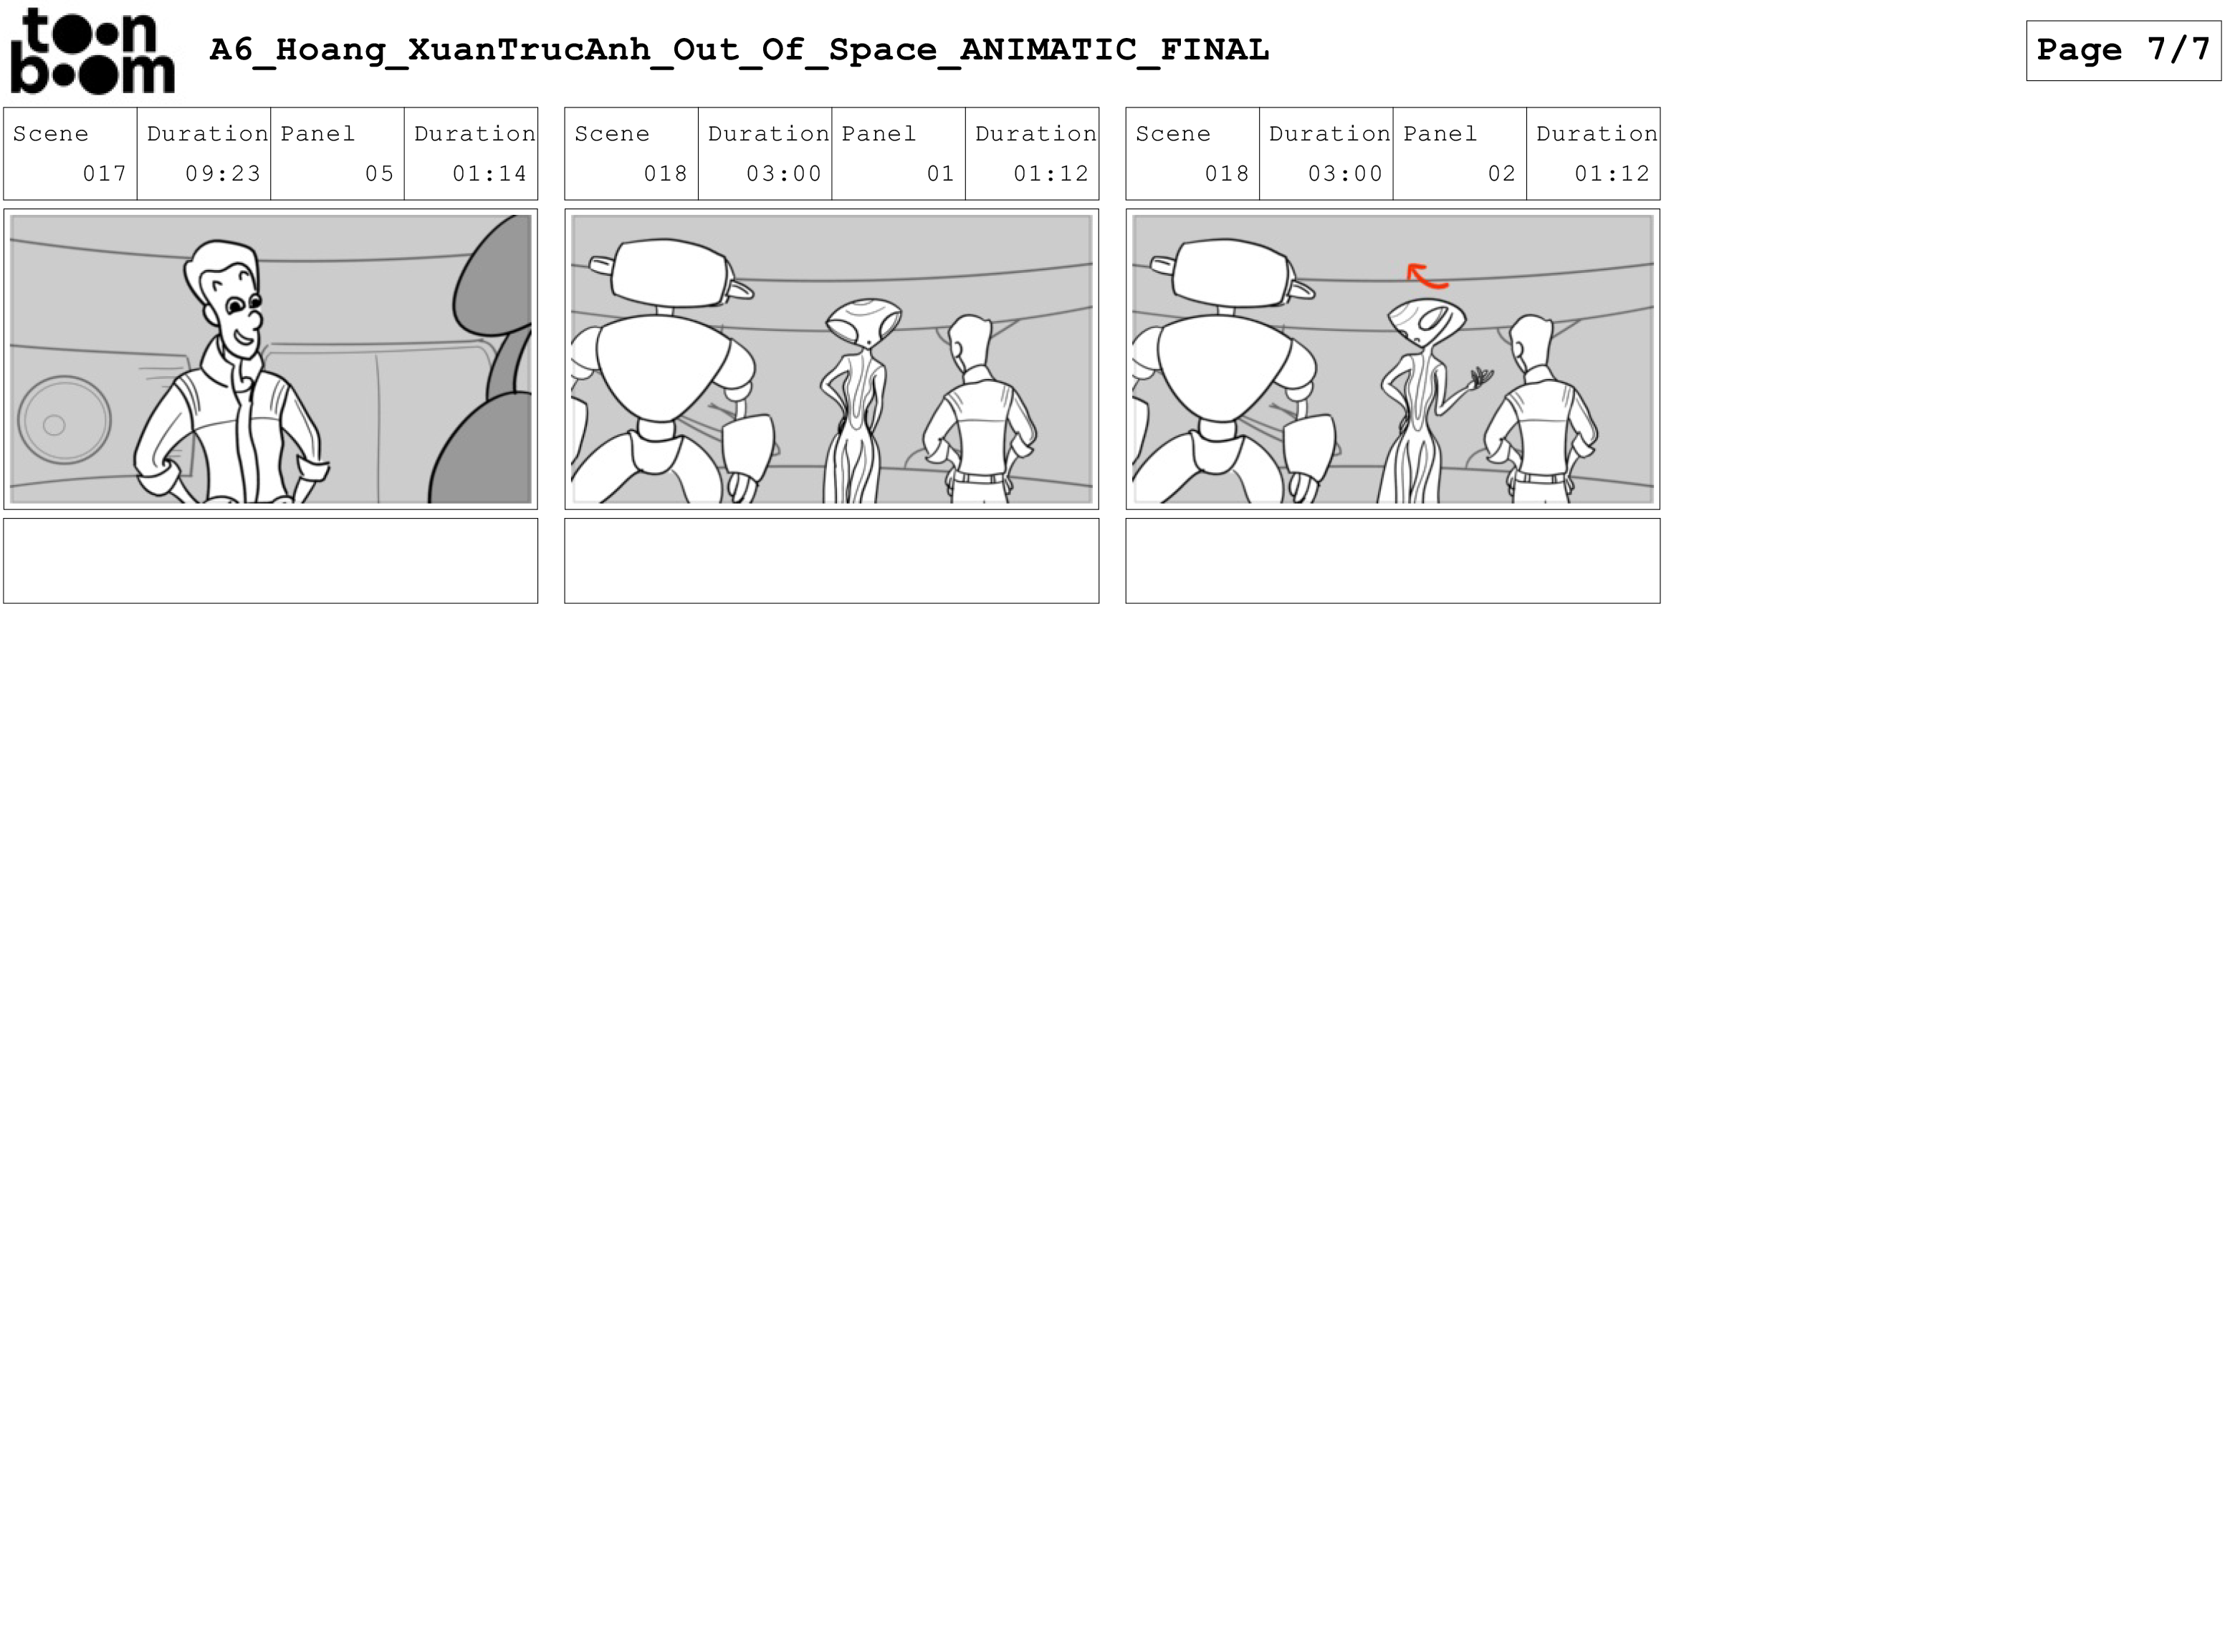 toon
boom
A6_Hoang_XuanTrucAnh_Out_Of_Space_ANIMATIC_FINAL
Page 7/7
Scene Duration Panel Duration
017 09:23 05 01:14
Scene Duration Panel Duration
018 03:00 01 01:12
Scene Duration Panel Duration
018 03:00 02 01:12